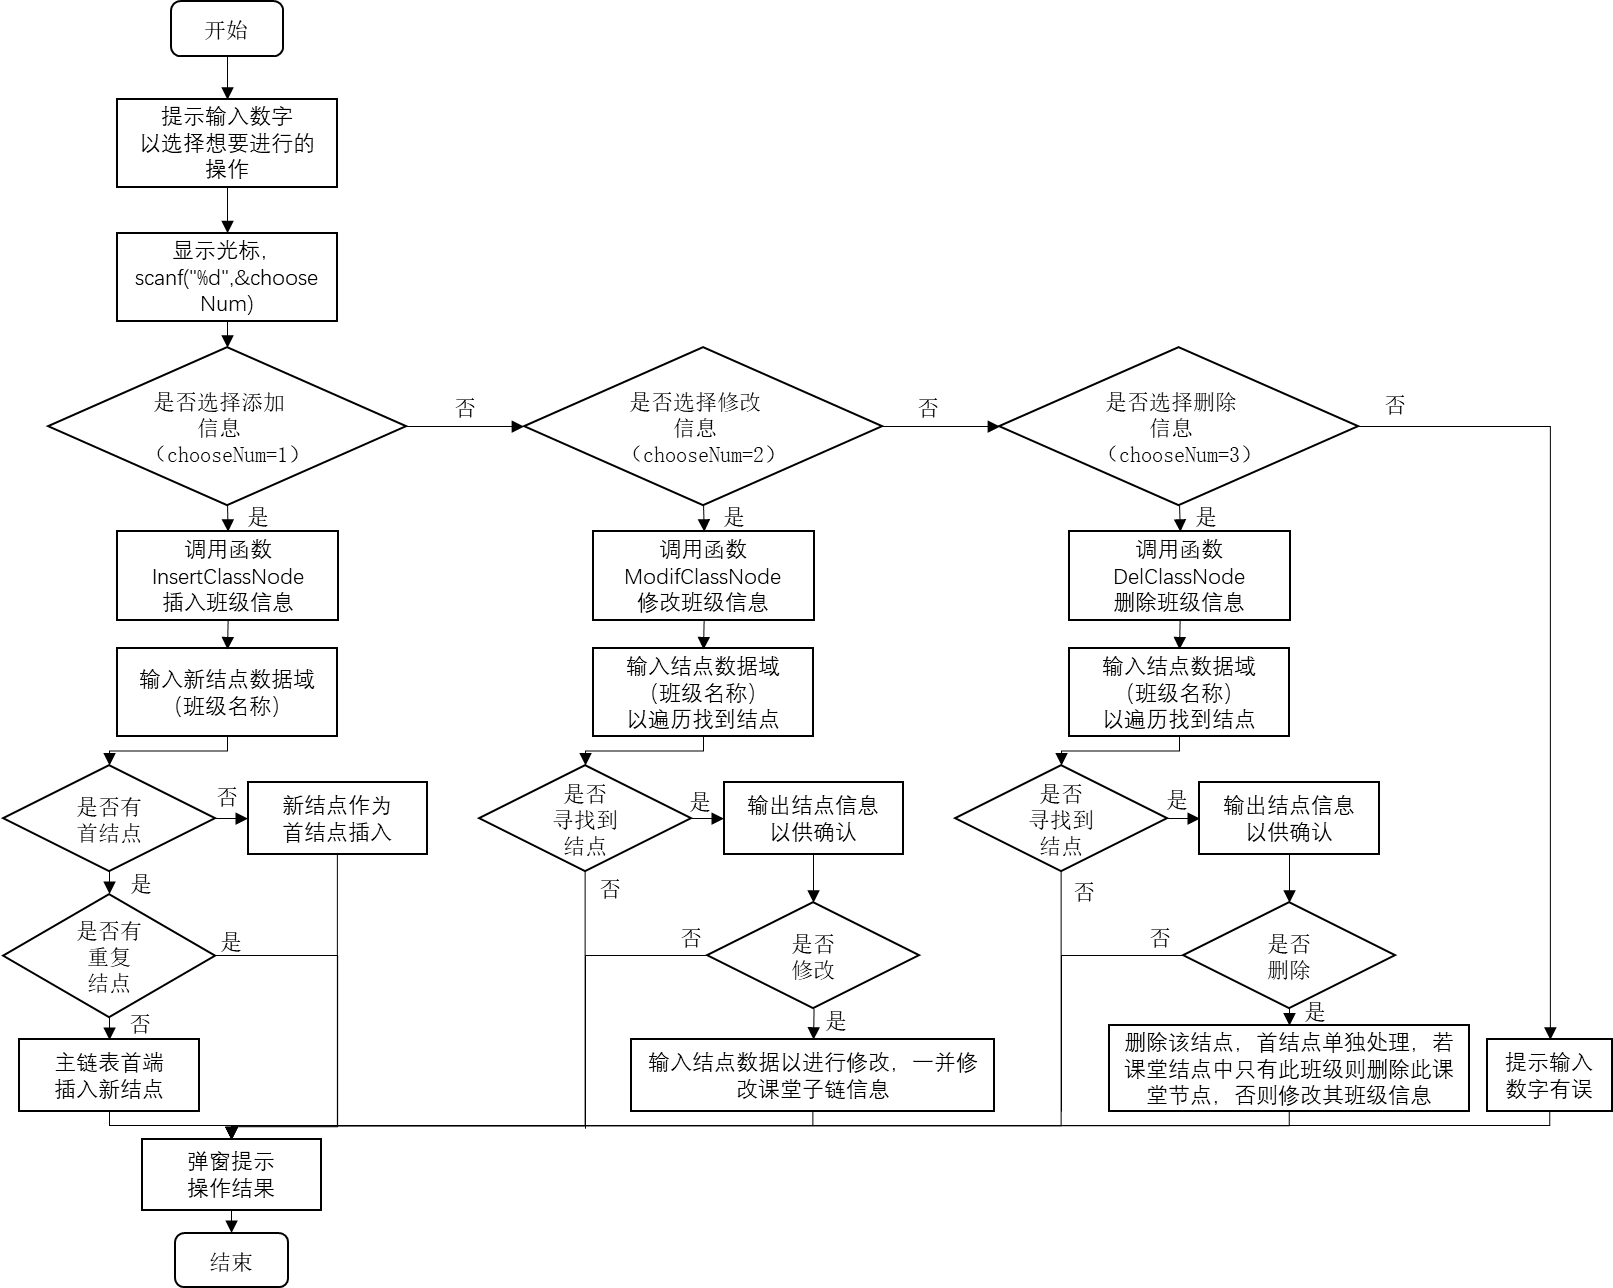 开始
提示输入数字
以选择想要进行的
操作
显示光标，
scanf("%d",&choose
Num)
是否选择添加
信息
（chooseNum=1）
否
是否选择修改
信息
（chooseNum=2）
否
是否选择删除
信息
（chooseNum=3）
否
是
调用函数
InsertClassNode
插入班级信息
是
调用函数
ModifClassNode
修改班级信息
是
调用函数
DelClassNode
删除班级信息
输入新结点数据域
（班级名称）
输入结点数据域
（班级名称）
以遍历找到结点
输入结点数据域
（班级名称）
以遍历找到结点
是否有
首结点
否
新结点作为
首结点插入
是否
寻找到
结点
是
输出结点信息
以供确认
是否
寻找到
结点
是
输出结点信息
以供确认
是
否
否
是否有
重复
结点
是
否
是否
修改
否
是否
删除
否
是
是
主链表首端
插入新结点
输入结点数据以进行修改，一并修
改课堂子链信息
删除该结点，首结点单独处理，若
课堂结点中只有此班级则删除此课
堂节点，否则修改其班级信息
提示输入
数字有误
弹窗提示
操作结果
结束